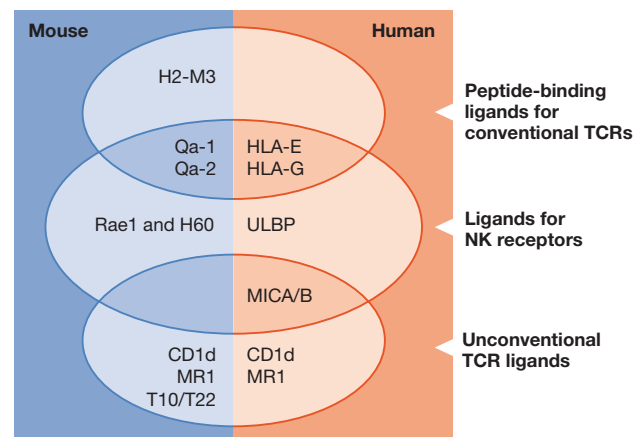 Mouse
Human
H2-M3
Peptide-binding
ligands for
conventional TCRs
Qa-1
Qa-2
HLA-E
HLA-G
Rae1 and H60
ULBP
Ligands for
NK receptors
MICA/B
Unconventional
TCR ligands
CD1d
MR1
T10/T22
CD1d
MR1